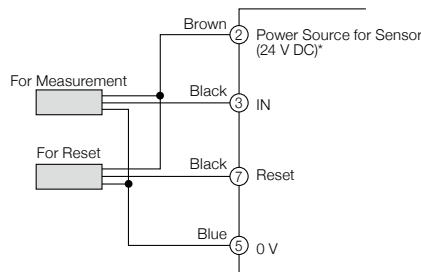 Brown
2 Power Source for Sensor
(24 V DC)*
For Measurement
Black
3 IN
For Reset
Black
7 Reset
Blue
5 0 V